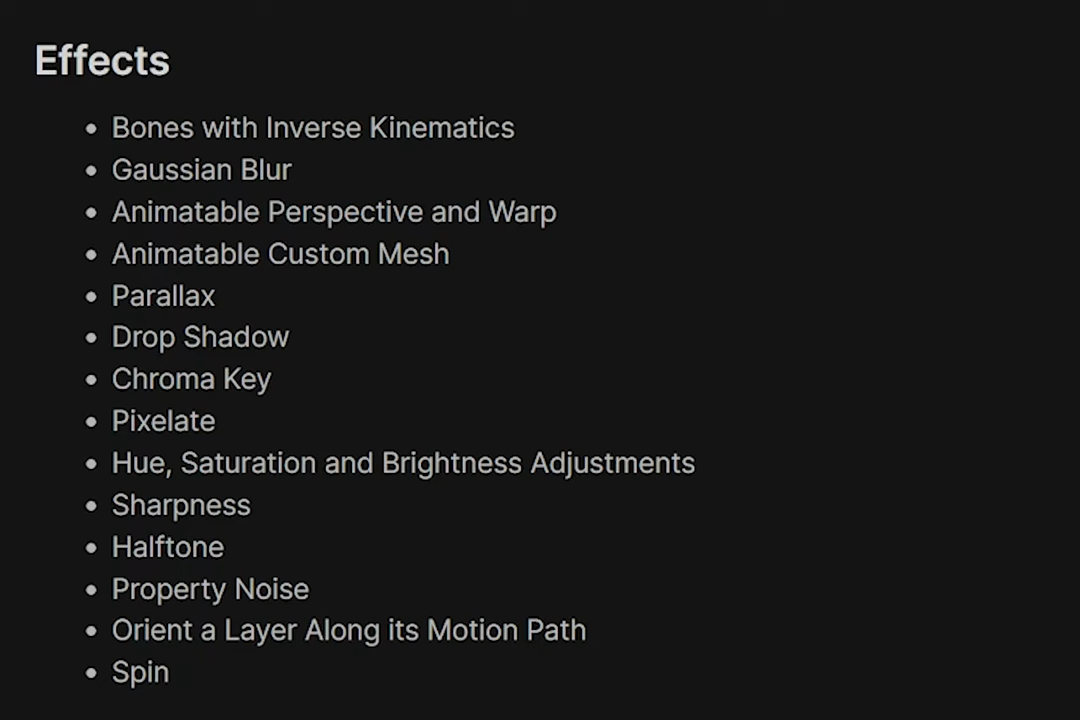 Effects
• Bones with Inverse Kinematics
• Gaussian Blur
• Animatable Perspective and Warp
• Animatable Custom Mesh
• Parallax
• Drop Shadow
• Chroma Key
• Pixelate
• Hue, Saturation and Brightness Adjustments
• Sharpness
• Halftone
• Property Noise
• Orient a Layer Along its Motion Path
• Spin